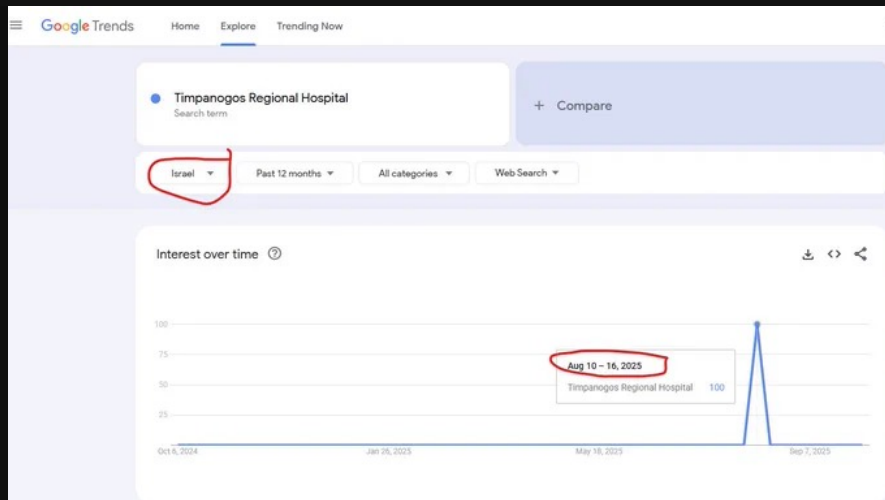 Google Trends Home Explore Trending Now
Timpanogos Regional Hospital
Search term
+ Compare
Israel Past 12 months All categories Web Search
Interest over time
100
75
50
25
Aug 10 – 16, 2025
Timpanogos Regional Hospital 100
Oct 6, 2024 Jan 26, 2025 May 18, 2025 Sep 7, 2025